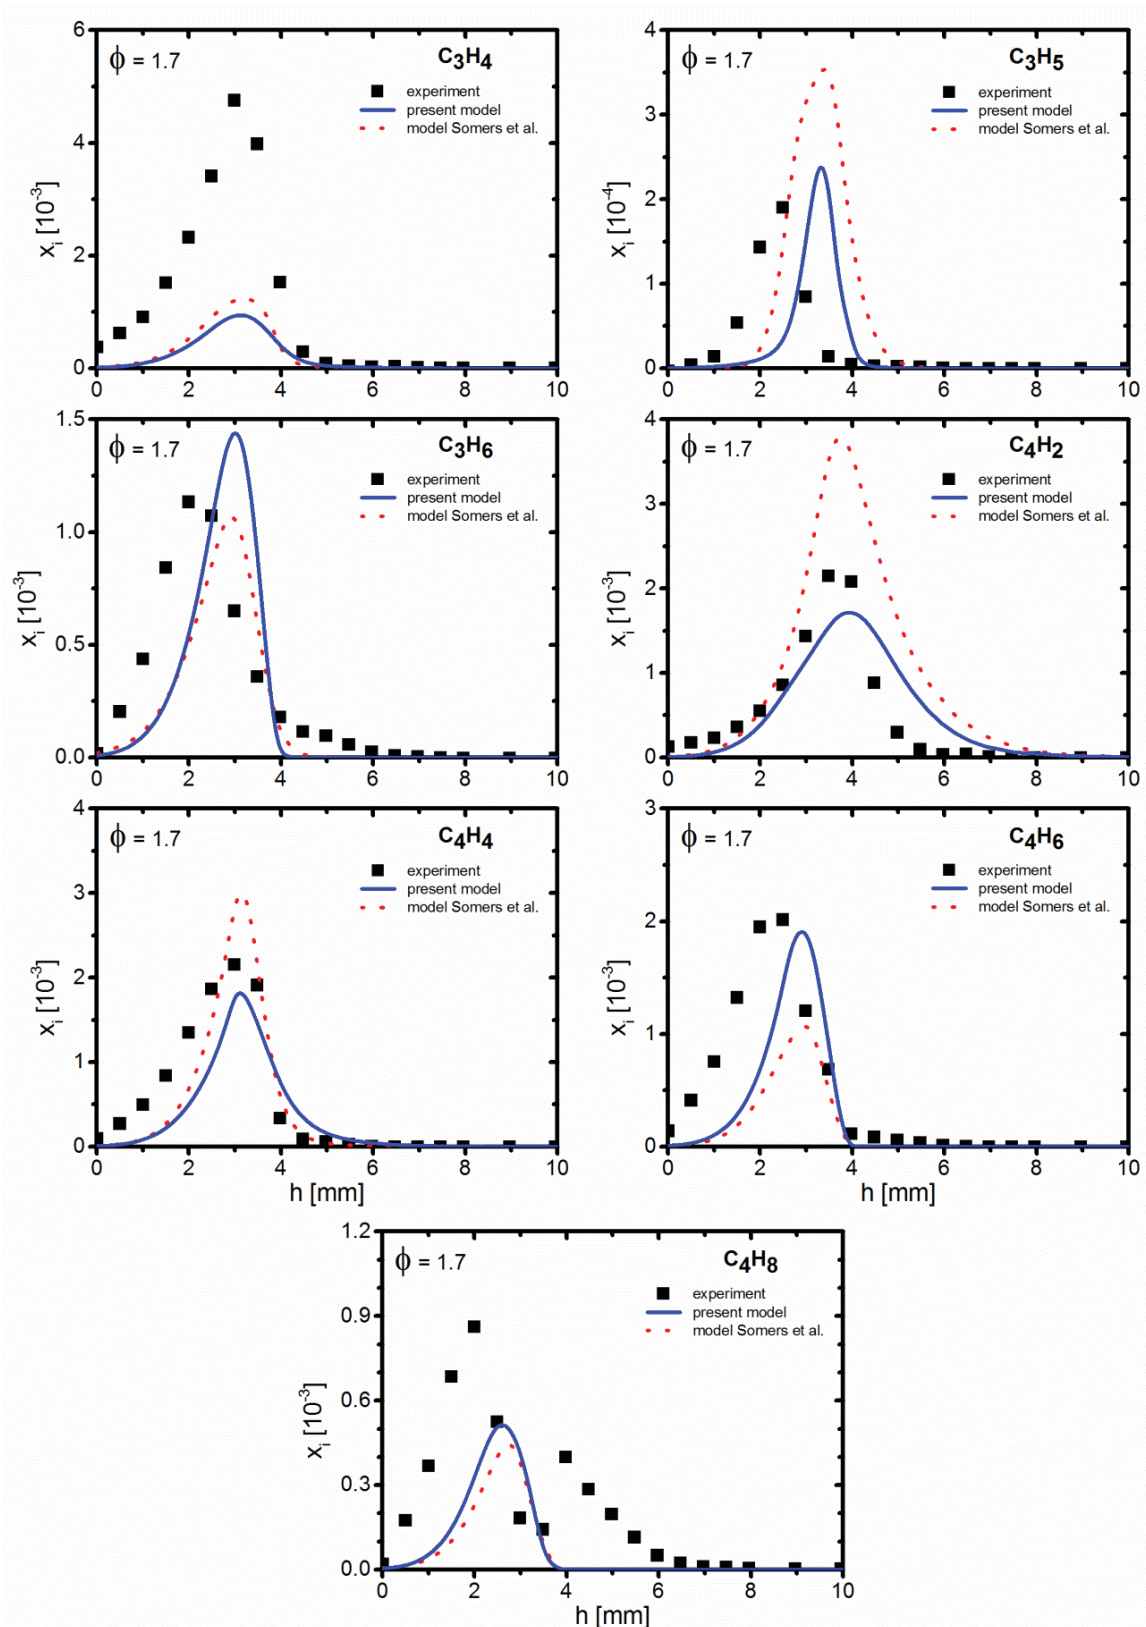 ϕ = 1.7
C3H4
experiment
present model
model Somers et al.
xi [10-3]
6
4
2
0
0 2 4 6 8 10
ϕ = 1.7
C3H5
experiment
present model
model Somers et al.
xi [10-4]
4
3
2
1
0
0 2 4 6 8 10
ϕ = 1.7
C3H6
experiment
present model
model Somers et al.
xi [10-3]
1.5
1.0
0.5
0.0
0 2 4 6 8 10
ϕ = 1.7
C4H2
experiment
present model
model Somers et al.
xi [10-3]
4
3
2
1
0
0 2 4 6 8 10
ϕ = 1.7
C4H4
experiment
present model
model Somers et al.
xi [10-3]
4
3
2
1
0
0 2 4 6 8 10
h [mm]
ϕ = 1.7
C4H6
experiment
present model
model Somers et al.
xi [10-3]
3
2
1
0
0 2 4 6 8 10
h [mm]
ϕ = 1.7
C4H8
experiment
present model
model Somers et al.
xi [10-3]
1.2
0.9
0.6
0.3
0.0
0 2 4 6 8 10
h [mm]